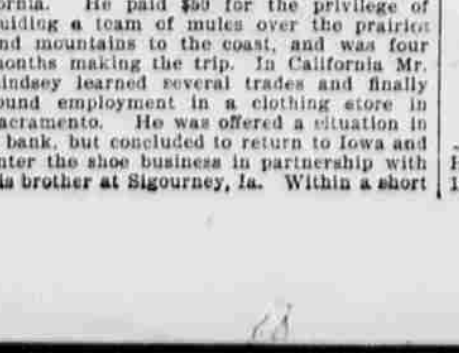 ornia. He paid $50 for the privilege of
uiding a team of mules over the prairies
nd mountains to the coast, and was four
onths making the trip. In California Mr.
indsey learned several trades and finally
ound employment in a clothing store in
acramento. He was offered a situation in
bank, but concluded to return to Iowa and
nter the shoe business in partnership with
is brother at Sigourney, Ia. Within a short